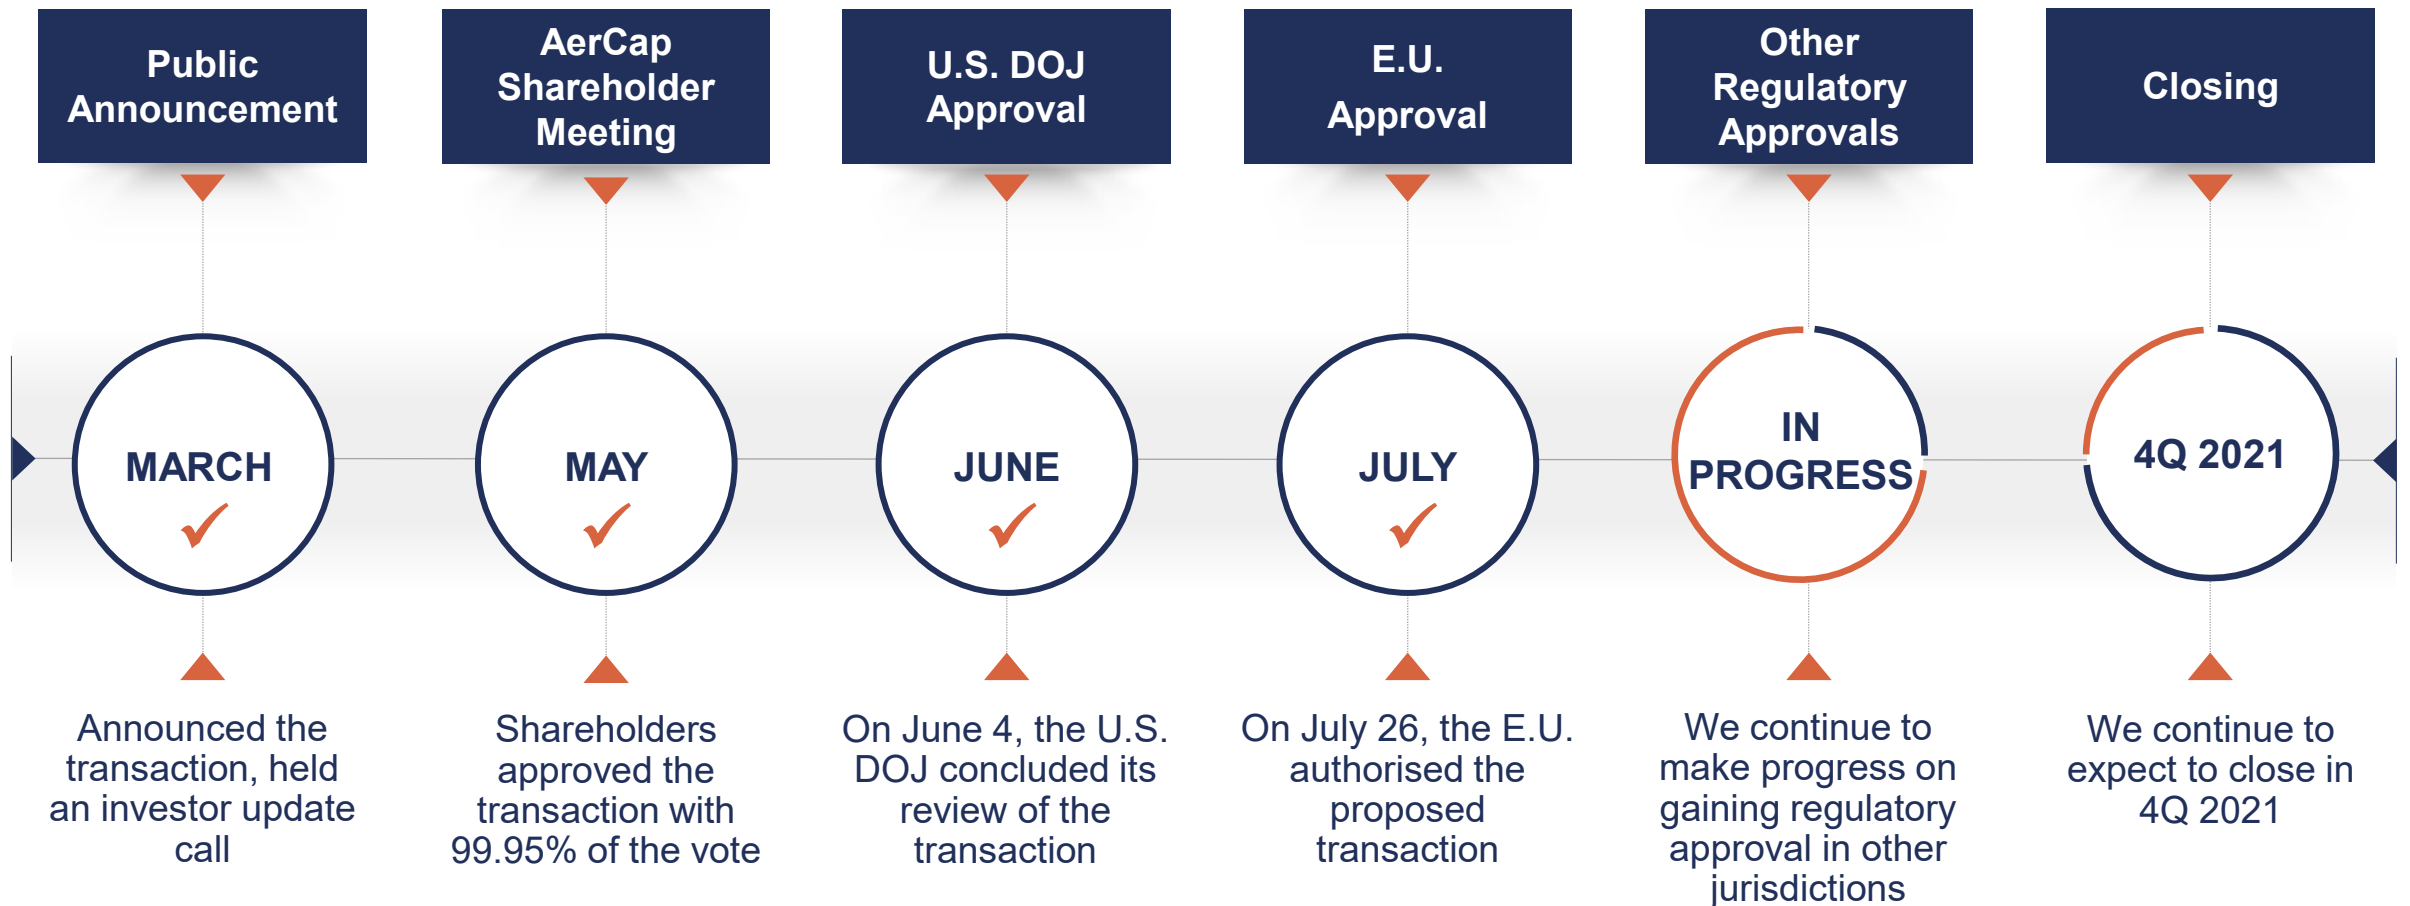 Public
Announcement
AerCap
Shareholder
Meeting
U.S. DOJ
Approval
E.U.
Approval
Other
Regulatory
Approvals
Closing
MARCH
MAY
JUNE
JULY
IN
PROGRESS
4Q 2021
Announced the
transaction, held
an investor update
call
Shareholders
approved the
transaction with
99.95% of the vote
On June 4, the U.S.
DOJ concluded its
review of the
transaction
On July 26, the E.U.
authorised the
proposed
transaction
We continue to
make progress on
gaining regulatory
approval in other
jurisdictions
We continue to
expect to close in
4Q 2021